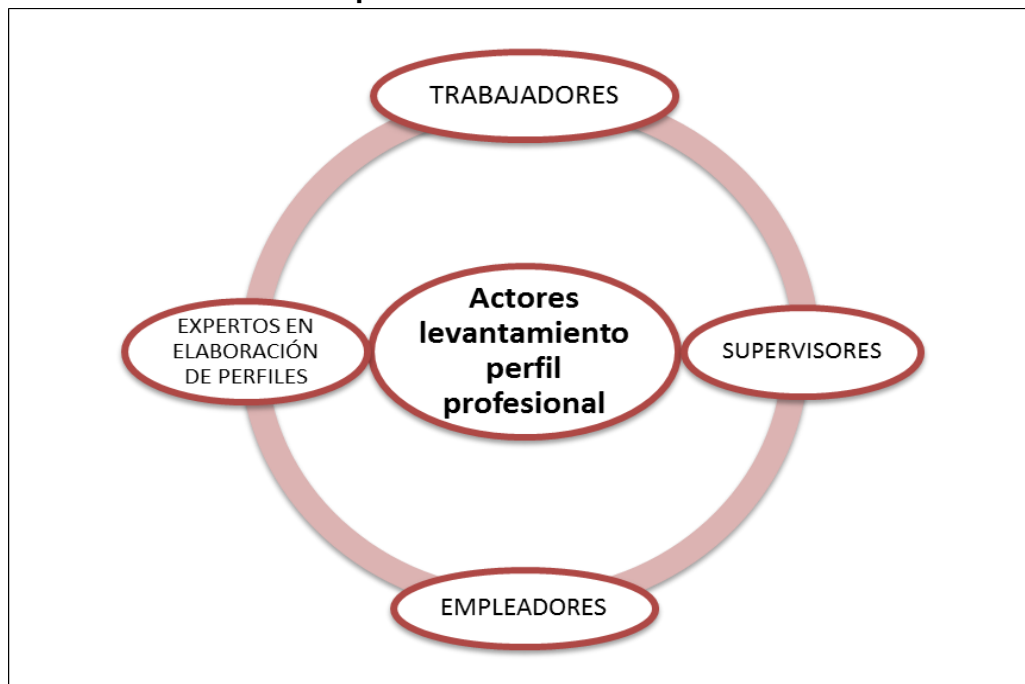 TRABAJADORES
EXPERTOS EN
ELABORACIÓN
DE PERFILES
Actores
levantamiento
perfil
profesional
SUPERVISORES
EMPLEADORES